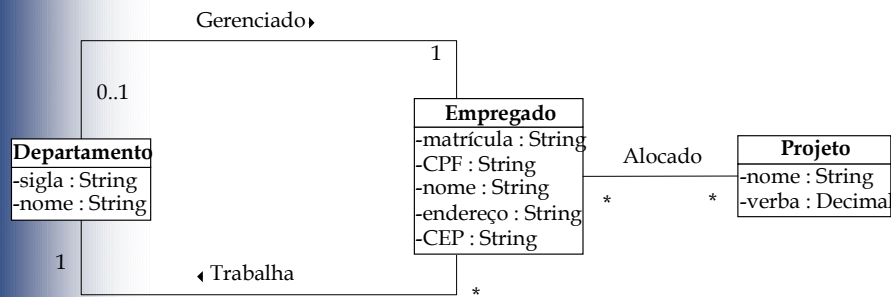 Gerenciado
1
0..1
Departamento
-sigla : String
-nome : String
Empregado
-matrícula : String
-CPF : String
-nome : String
-endereço : String
-CEP : String
Alocado
*
*
Projeto
-nome : String
-verba : Decimal
1
Trabalha
*